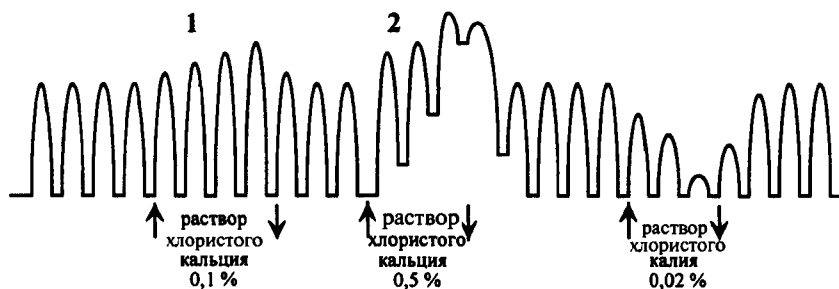 1
2
раствор
хлористого
кальция
0,1 %
раствор
хлористого
кальция
0,5 %
раствор
хлористого
калия
0,02 %